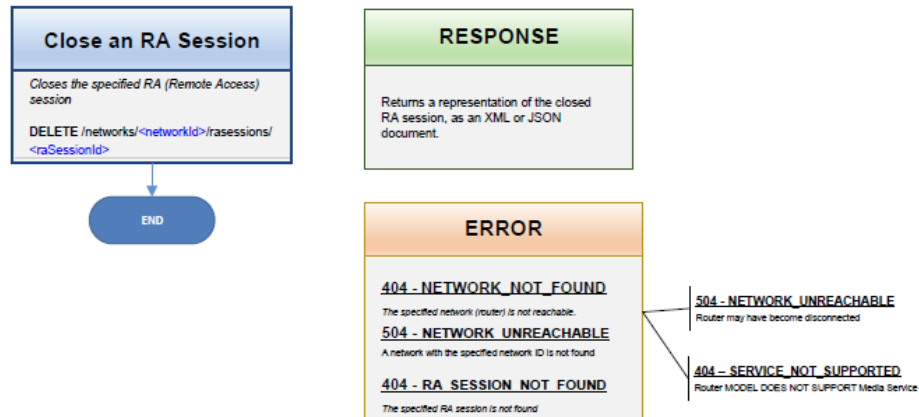 Close an RA Session
Closes the specified RA (Remote Access)
session
DELETE /networks/<networkId>/rasessions/
<raSessionId>
END
RESPONSE
Returns a representation of the closed
RA session, as an XML or JSON
document.
ERROR
404 - NETWORK_NOT_FOUND
The specified network (router) is not reachable.
504 - NETWORK_UNREACHABLE
A network with the specified network ID is not found
404 - RA_SESSION_NOT_FOUND
The specified RA session is not found
504 - NETWORK_UNREACHABLE
Router may have become disconnected
404 – SERVICE_NOT_SUPPORTED
Router MODEL DOES NOT SUPPORT Media Service